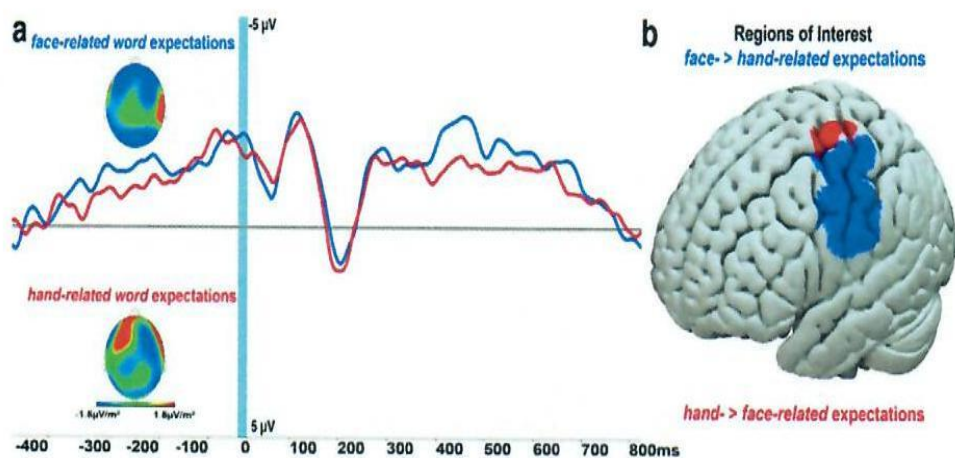 a
face-related word expectations
-5 μV
hand-related word expectations
-1.8μV/m² 1.8μV/m²
5 μV
-400 -300 -200 -100 0 100 200 300 400 500 600 700 800ms
b
Regions of Interest
face- > hand-related expectations
hand- > face-related expectations